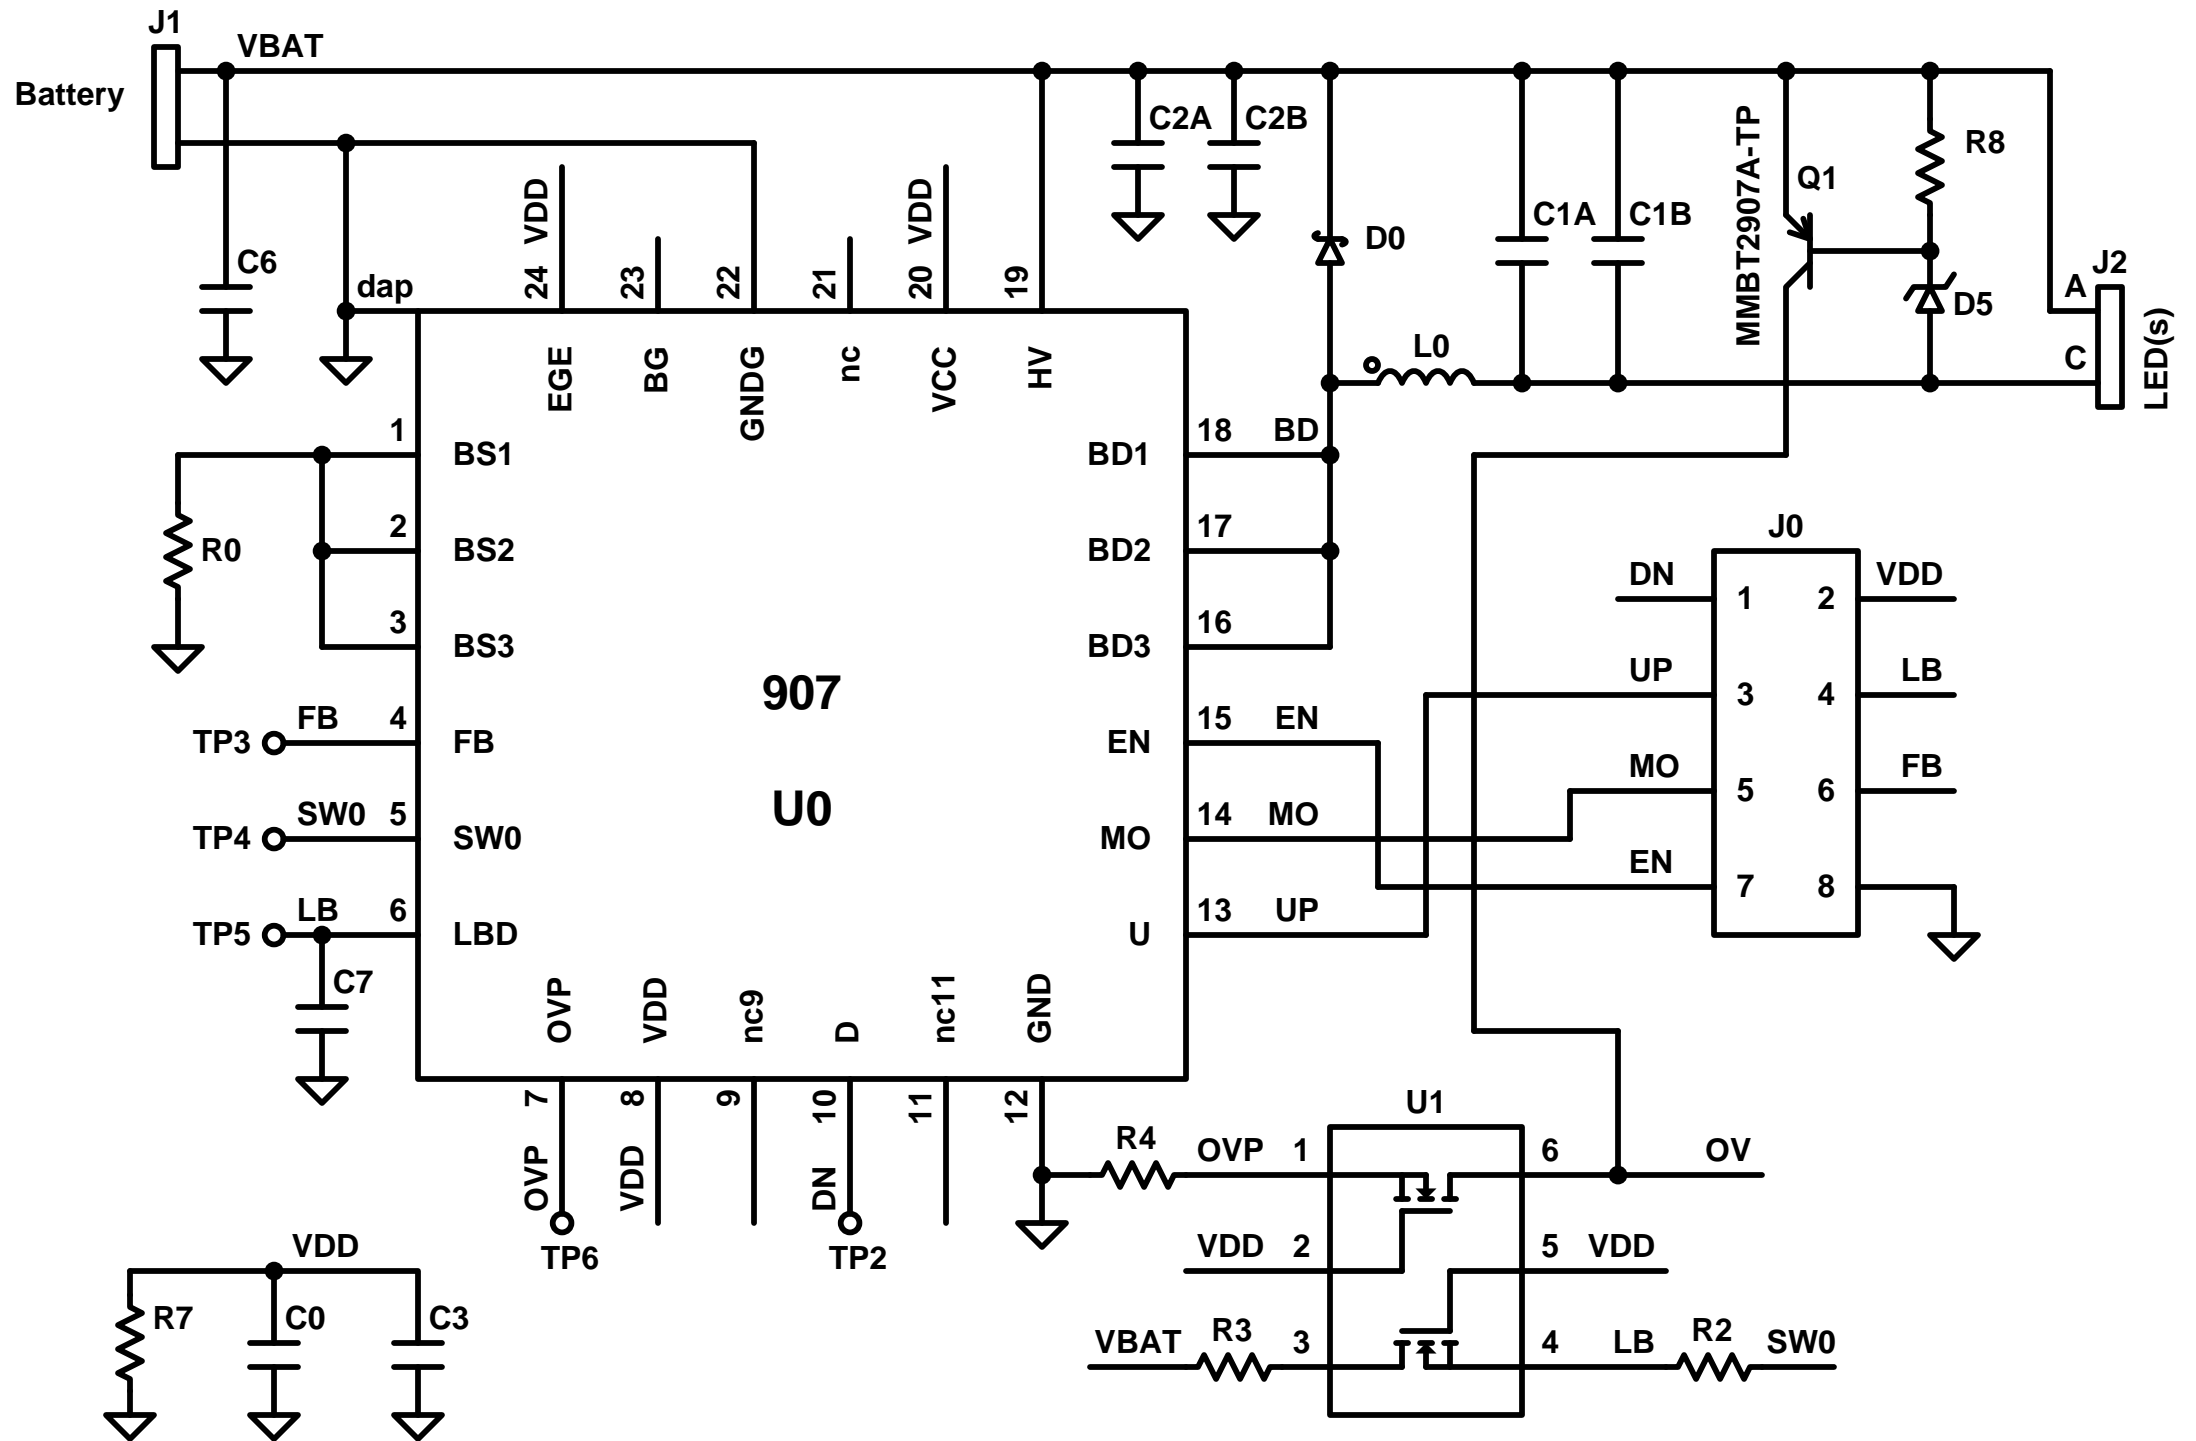 J1
VBAT
Battery
C2A
C2B
MMBT2907A-TP
R8
Q1
VDD
VDD
C1A
C1B
D0
C6
dap
24
23
22
21
20
19
J2
A
D5
L0
C
LED(s)
EGE
BG
GNDG
nc
VCC
HV
1
BS1
BD1
18
BD
2
BS2
BD2
17
R0
J0
3
BS3
BD3
16
DN
1
2
VDD
907
UP
3
4
LB
TP3
FB
4
FB
EN
15
EN
MO
5
6
FB
U0
TP4
SW0
5
SW0
MO
14
MO
EN
7
8
TP5
LB
6
LBD
U
13
UP
C7
OVP
VDD
nc9
D
nc11
GND
7
8
9
10
11
12
OVP
VDD
DN
TP6
TP2
U1
R4
OVP
1
6
OV
VDD
2
5
VDD
VBAT
R3
3
4
LB
R2
SW0
VDD
R7
C0
C3